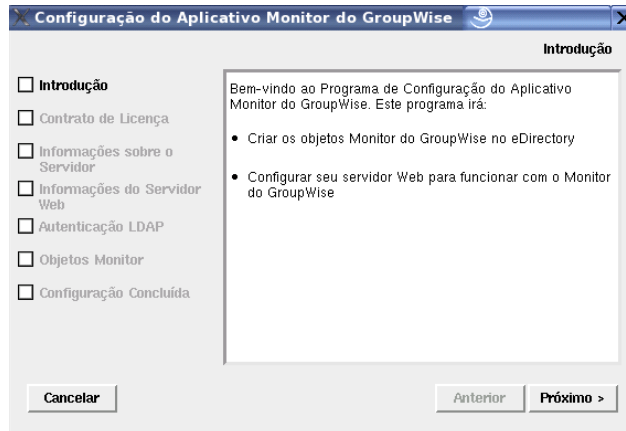 Configuração do Aplicativo Monitor do GroupWise
Introdução
Introdução
Contrato de Licença
Informações sobre o
Servidor
Informações do Servidor
Web
Autenticação LDAP
Objetos Monitor
Configuração Concluída
Bem-vindo ao Programa de Configuração do Aplicativo
Monitor do GroupWise. Este programa irá:
• Criar os objetos Monitor do GroupWise no eDirectory
• Configurar seu servidor Web para funcionar com o Monitor
do GroupWise
Cancelar
Anterior
Próximo >